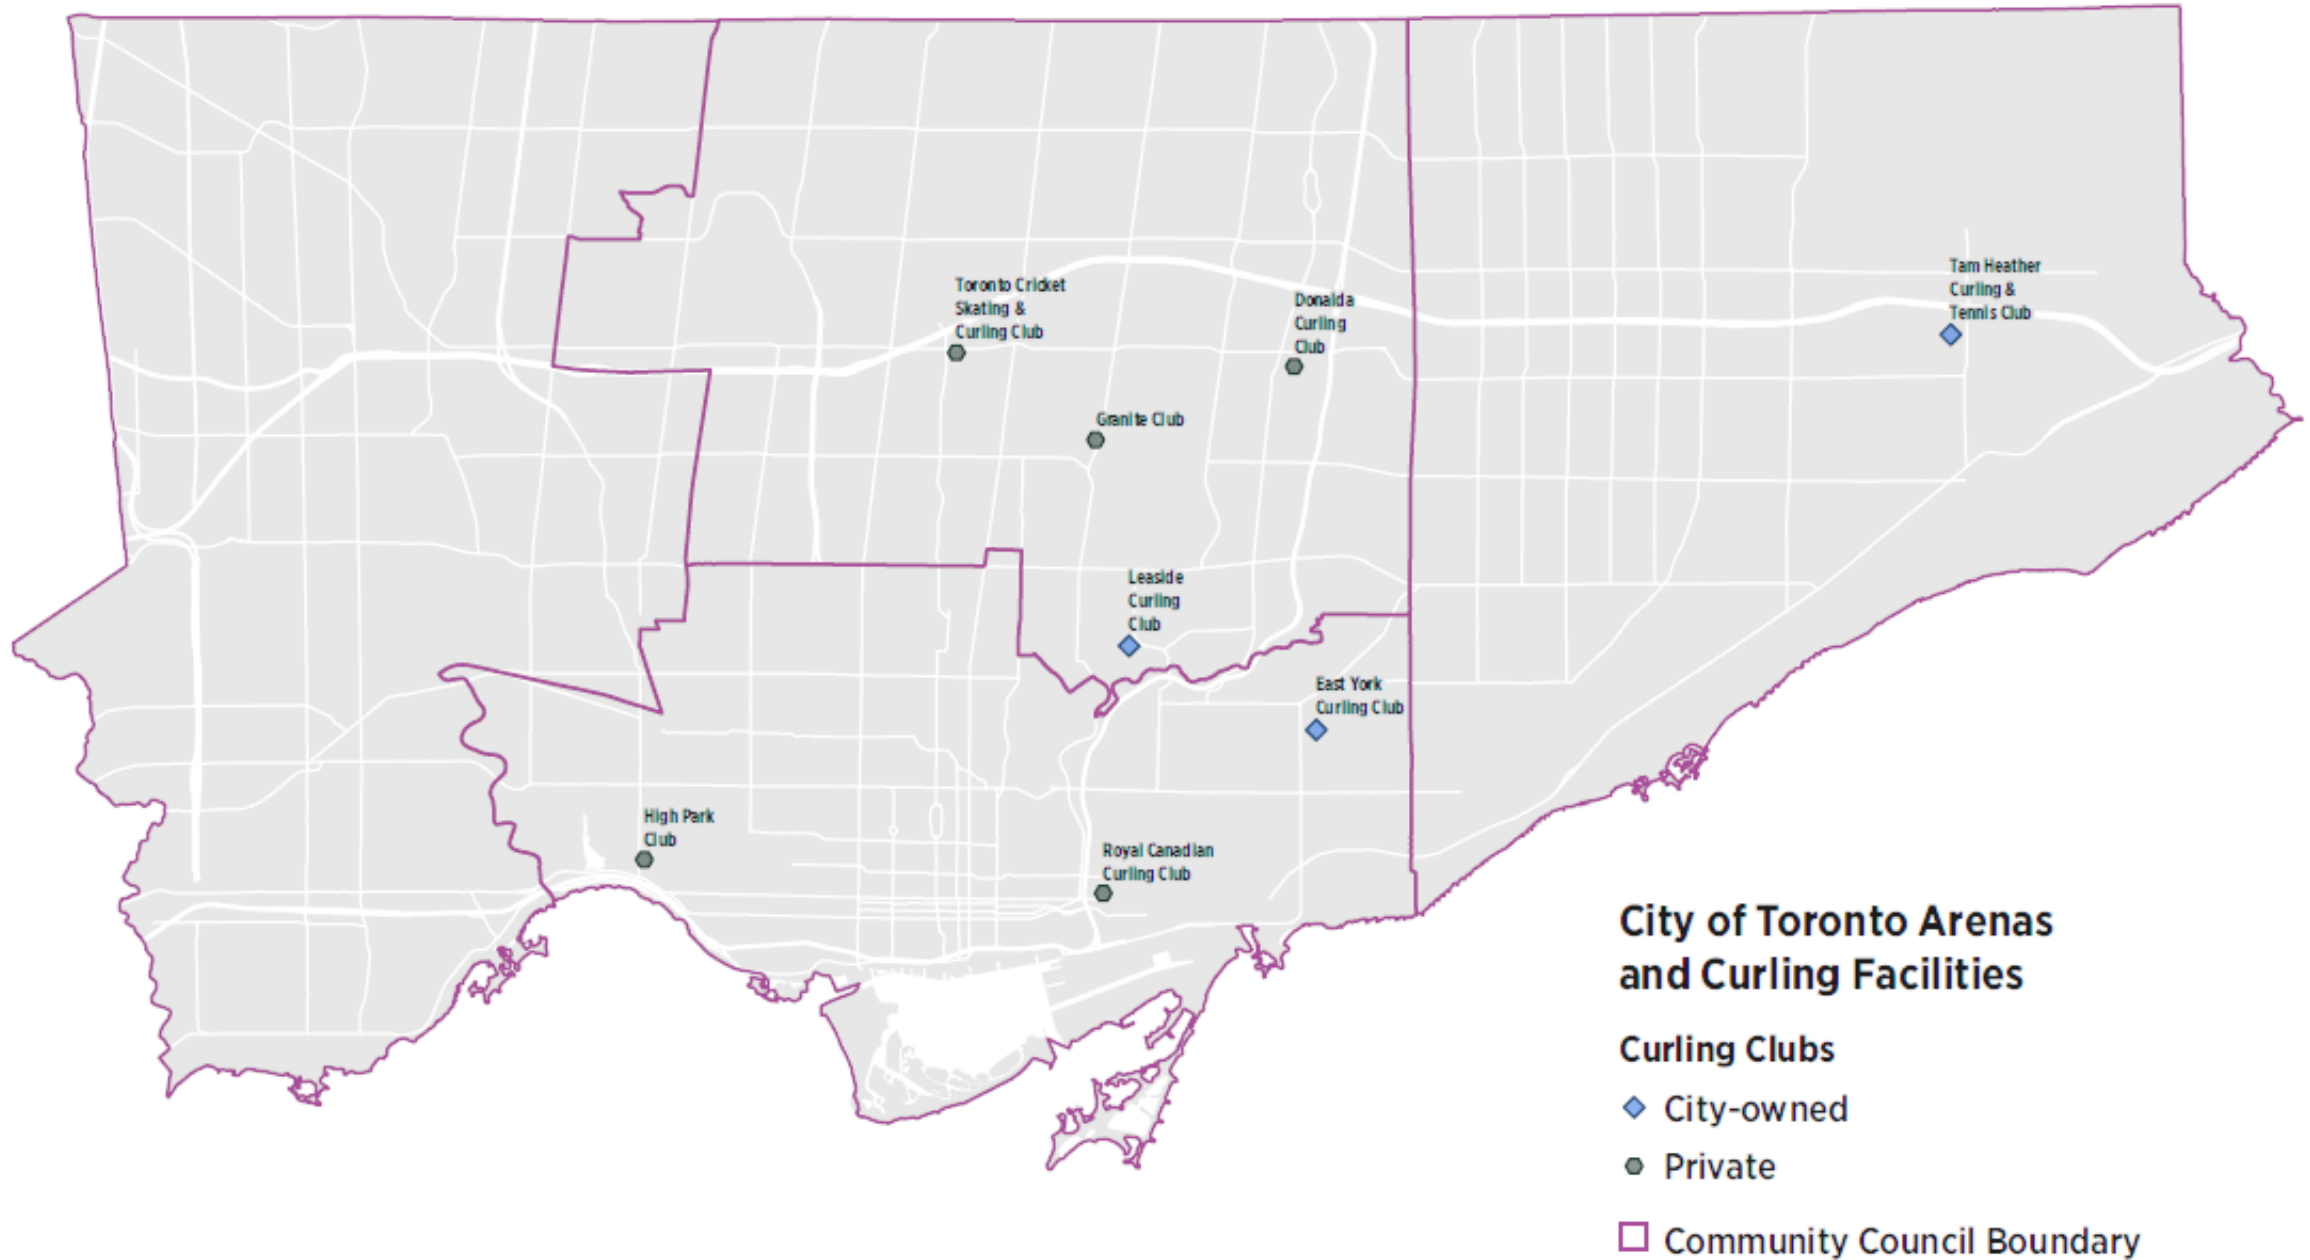 Tam Heather
Curling &
Tennis Club
Toronto Cricket
Skating &
Curling Club
Donalda
Curling
Club
Granite Club
Leaside
Curling
Club
East York
Curling Club
High Park
Club
Royal Canadian
Curling Club
City of Toronto Arenas
and Curling Facilities
Curling Clubs
City-owned
Private
Community Council Boundary